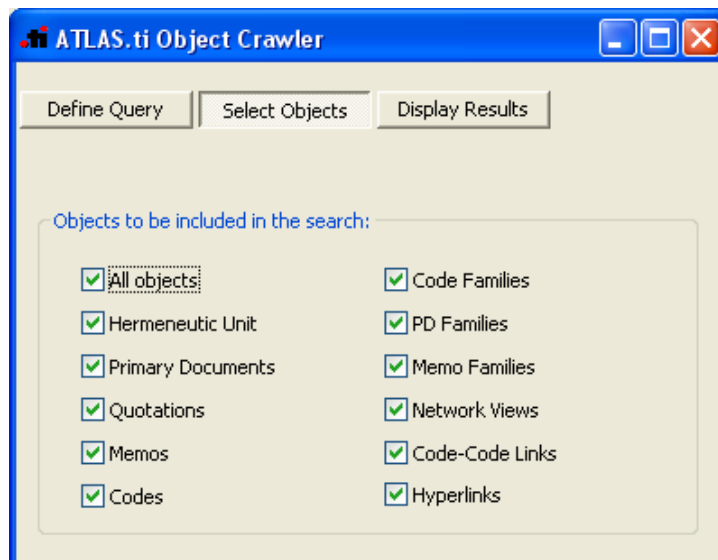 .ti ATLAS.ti Object Crawler
Define Query
Select Objects
Display Results
Objects to be included in the search:
All objects
Hermeneutic Unit
Primary Documents
Quotations
Memos
Codes
Code Families
PD Families
Memo Families
Network Views
Code-Code Links
Hyperlinks